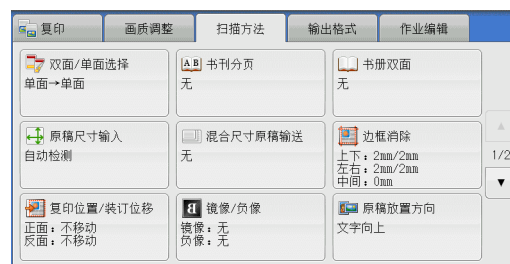 复印 画质调整 扫描方法 输出格式 作业编辑
双面/单面选择
单面→单面
AB 书刊分页
无
书册双面
无
原稿尺寸输入
自动检测
混合尺寸原稿输送
无
边框消除
上下：2mm/2mm
左右：2mm/2mm
中间：0mm
1/2
复印位置/装订位移
正面：不移动
反面：不移动
B 镜像/负像
镜像：无
负像：无
原稿放置方向
文字向上